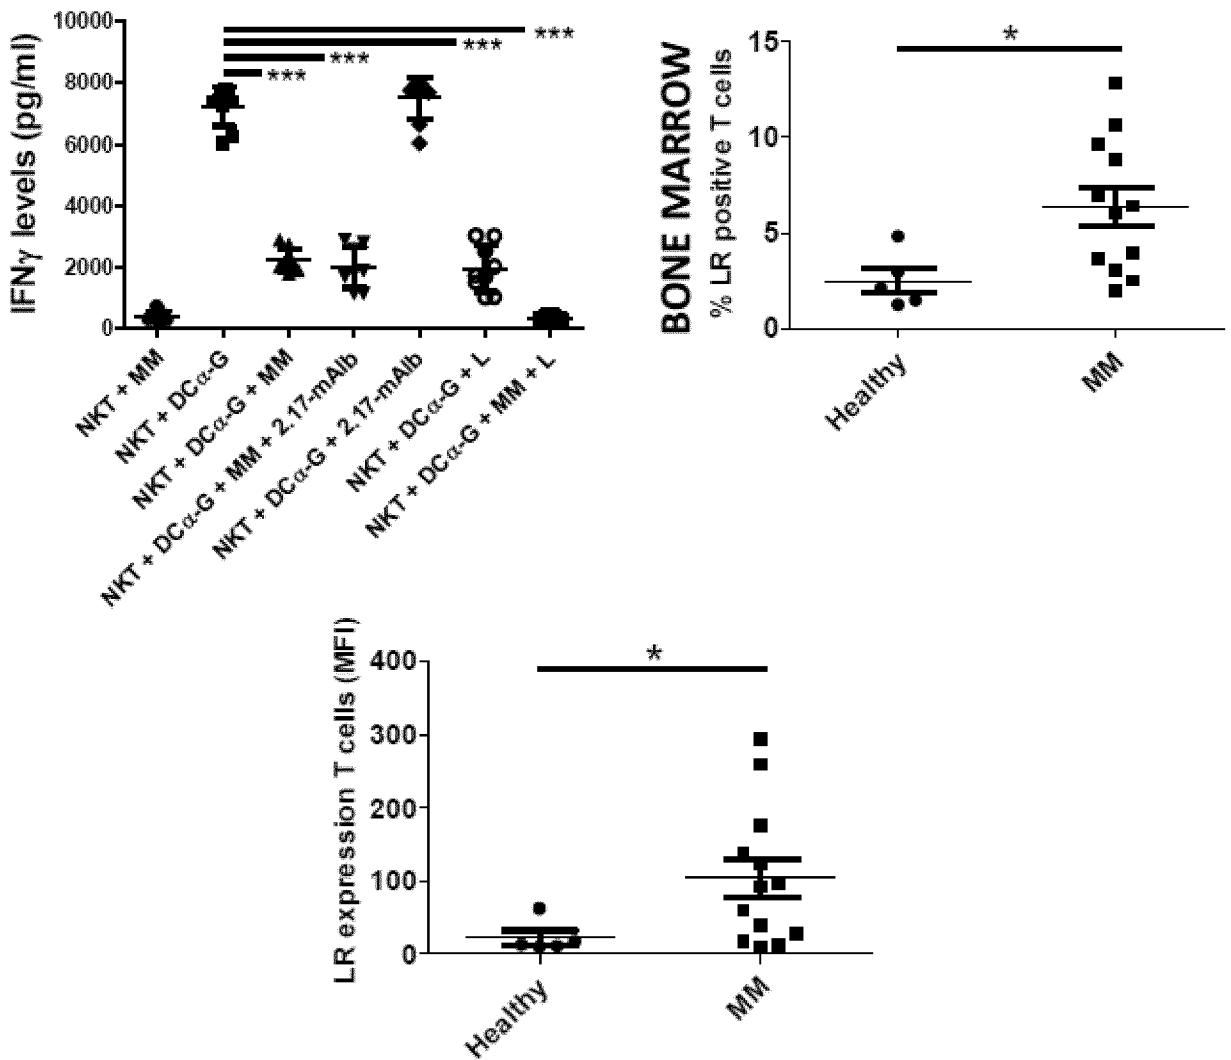 IFNγ levels (pg/ml)
10000
8000
6000
4000
2000
0
***
***
***
***
NKT + MM
NKT + DCα-G
NKT + DCα-G + MM
NKT + DCα-G + MM + 2.17-mAlb
NKT + DCα-G + 2.17-mAlb
NKT + DCα-G + L
NKT + DCα-G + MM + L
BONE MARROW
% LR positive T cells
15
10
5
0
*
Healthy
MM
LR expression T cells (MFI)
400
300
200
100
0
*
Healthy
MM